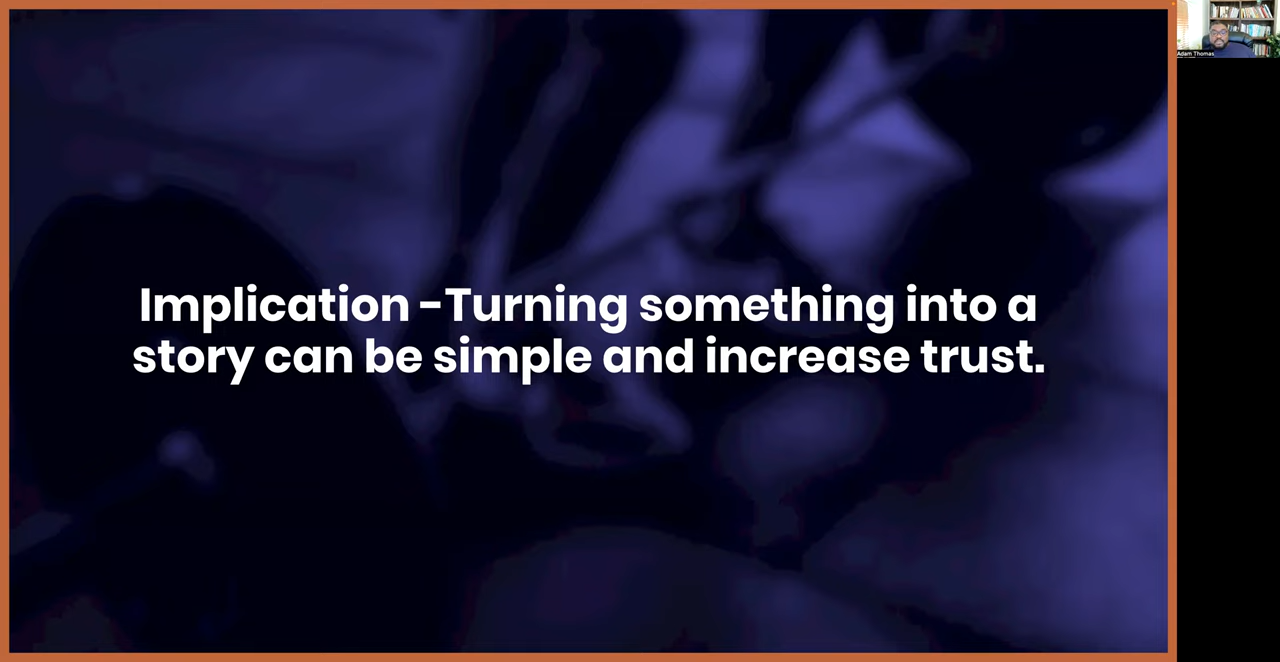 Implication -Turning something into a
story can be simple and increase trust.
Adam Thomas